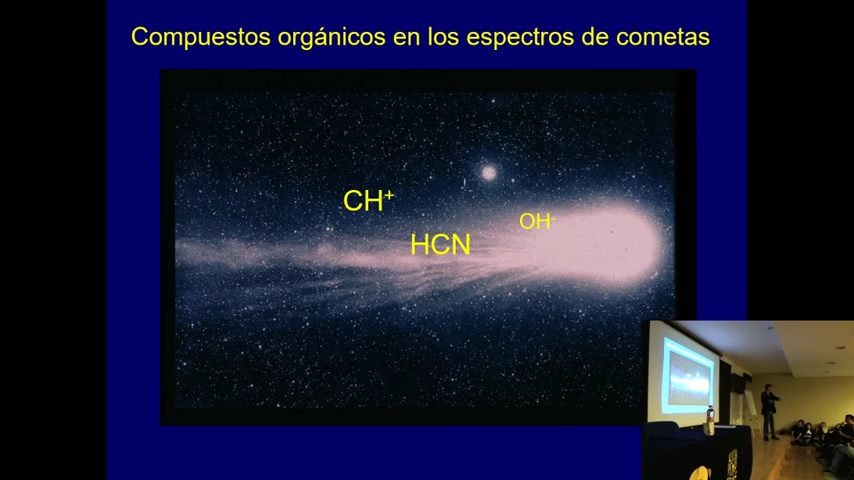 Compuestos orgánicos en los espectros de cometas
CH⁺
OH⁻
HCN